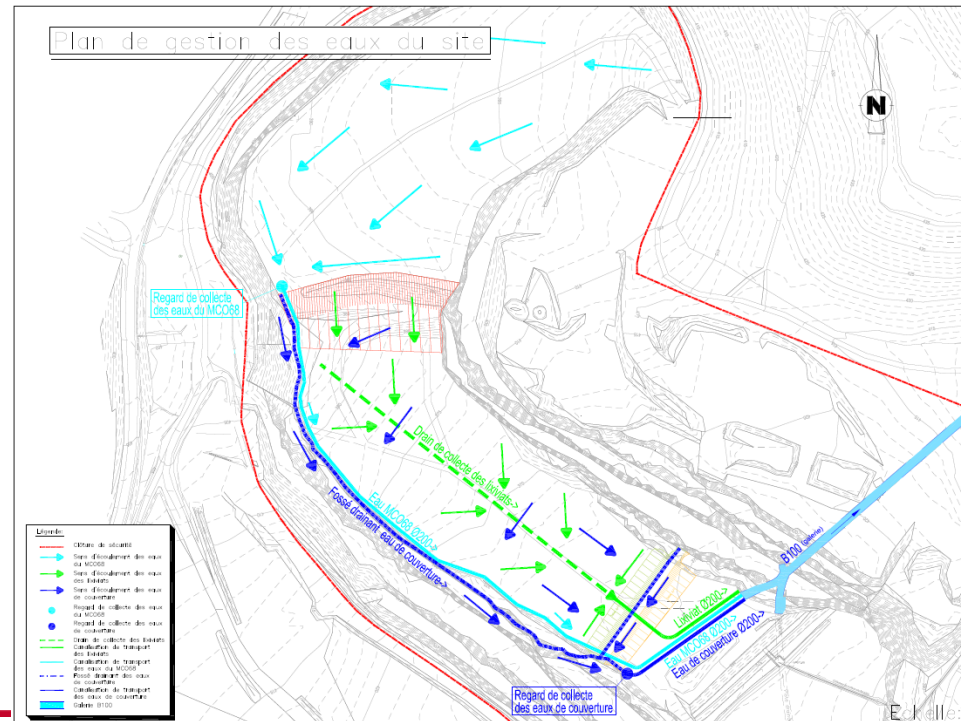 Plan de gestion des eaux du site
N
Regard de collecte
des eaux du MCO68
Drain de collecte des lixiviats->
Eau MCO68 Ø200->
Fossé drainant eau de couverture->
B100 (galerie)
Lixiviat Ø200->
Eau MCO68 Ø200->
Eau de couverture Ø200->
Regard de collecte
des eaux de couverture
Légende:
Clôture de sécurité
Sens d'écoulement des eaux
du MCO68
Sens d'écoulement des eaux
des lixiviats
Sens d'écoulement des eaux
de couverture
Regard de collecte des eaux
du MCO68
Regard de collecte des eaux
de couverture
Drain de collecte des lixiviats
Canalisation de transport
des lixiviats
Canalisation de transport
des eaux du MCO68
Fossé drainant des eaux
de couverture
Canalisation de transport
des eaux de couverture
Galerie B100
Echelle: